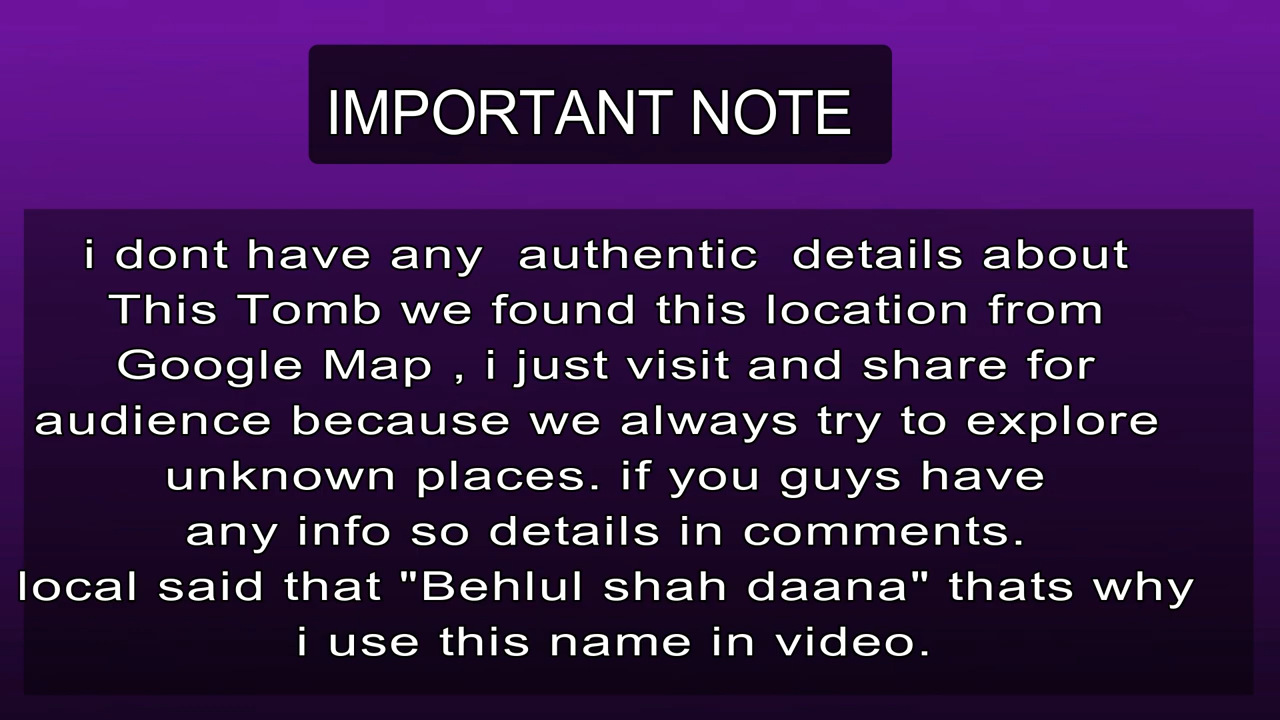 IMPORTANT NOTE
i dont have any authentic details about
This Tomb we found this location from
Google Map , i just visit and share for
audience because we always try to explore
unknown places. if you guys have
any info so details in comments.
local said that "Behlul shah daana" thats why
i use this name in video.